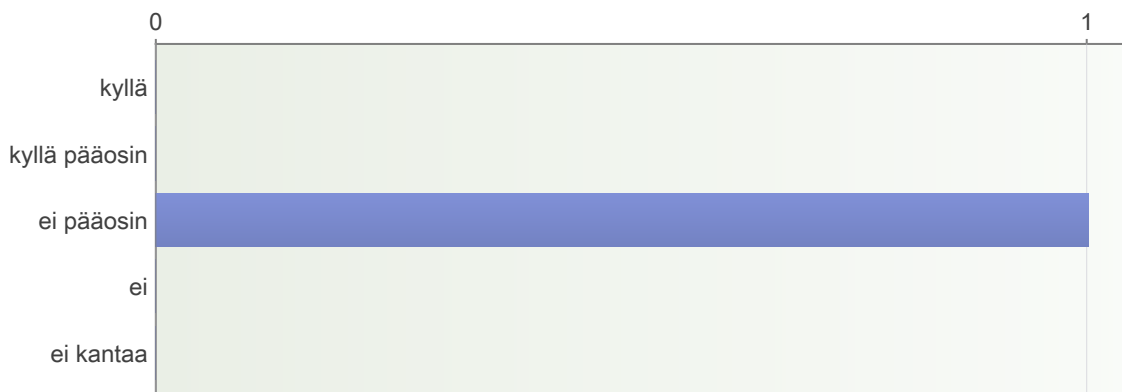 0 1
kyllä
kyllä pääosin
ei pääosin
ei
ei kantaa